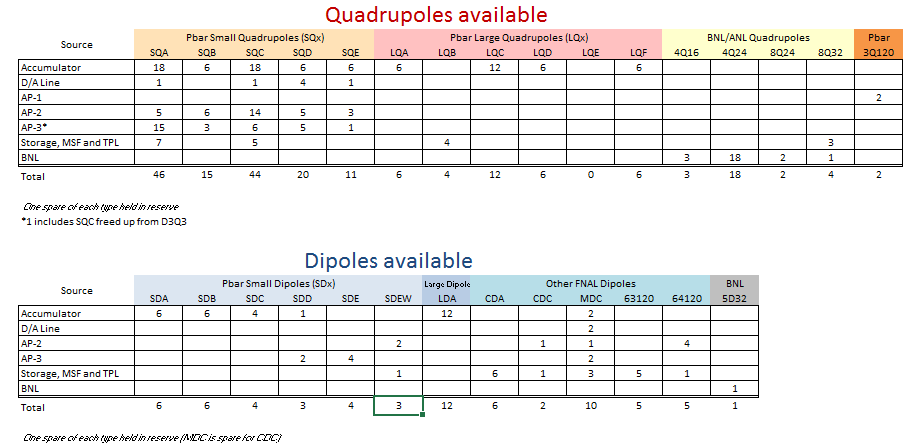 Quadrupoles available
Source Pbar Small Quadrupoles (SQx) Pbar Large Quadrupoles (LQx) BNL/ANL Quadrupoles Pbar
SQA SQB SQC SQD SQE LQA LQB LQC LQD LQE LQF 4Q16 4Q24 8Q24 8Q32 3Q120
Accumulator 18 6 18 6 6 6 12 6 6
D/A Line 1 1 4 1
AP-1 2
AP-2 5 6 14 5 3
AP-3* 15 3 6 5 1
Storage, MSF and TPL 7 5 4 3
BNL 3 18 2 1
Total 46 15 44 20 11 6 4 12 6 0 6 3 18 2 4 2
One spare of each type held in reserve
*1 includes SQC freed up from D3Q3
Dipoles available
Source Pbar Small Dipoles (SDx) Large Dipole Other FNAL Dipoles BNL
SDA SDB SDC SDD SDE SDEW LDA CDA CDC MDC 63120 64120 5D32
Accumulator 6 6 4 1 12 2
D/A Line 2
AP-2 2 1 1 4
AP-3 2 4 2
Storage, MSF and TPL 1 6 1 3 5 1
BNL 1
Total 6 6 4 3 4 3 12 6 2 10 5 5 1
One spare of each type held in reserve (MDC is spare for CDC)